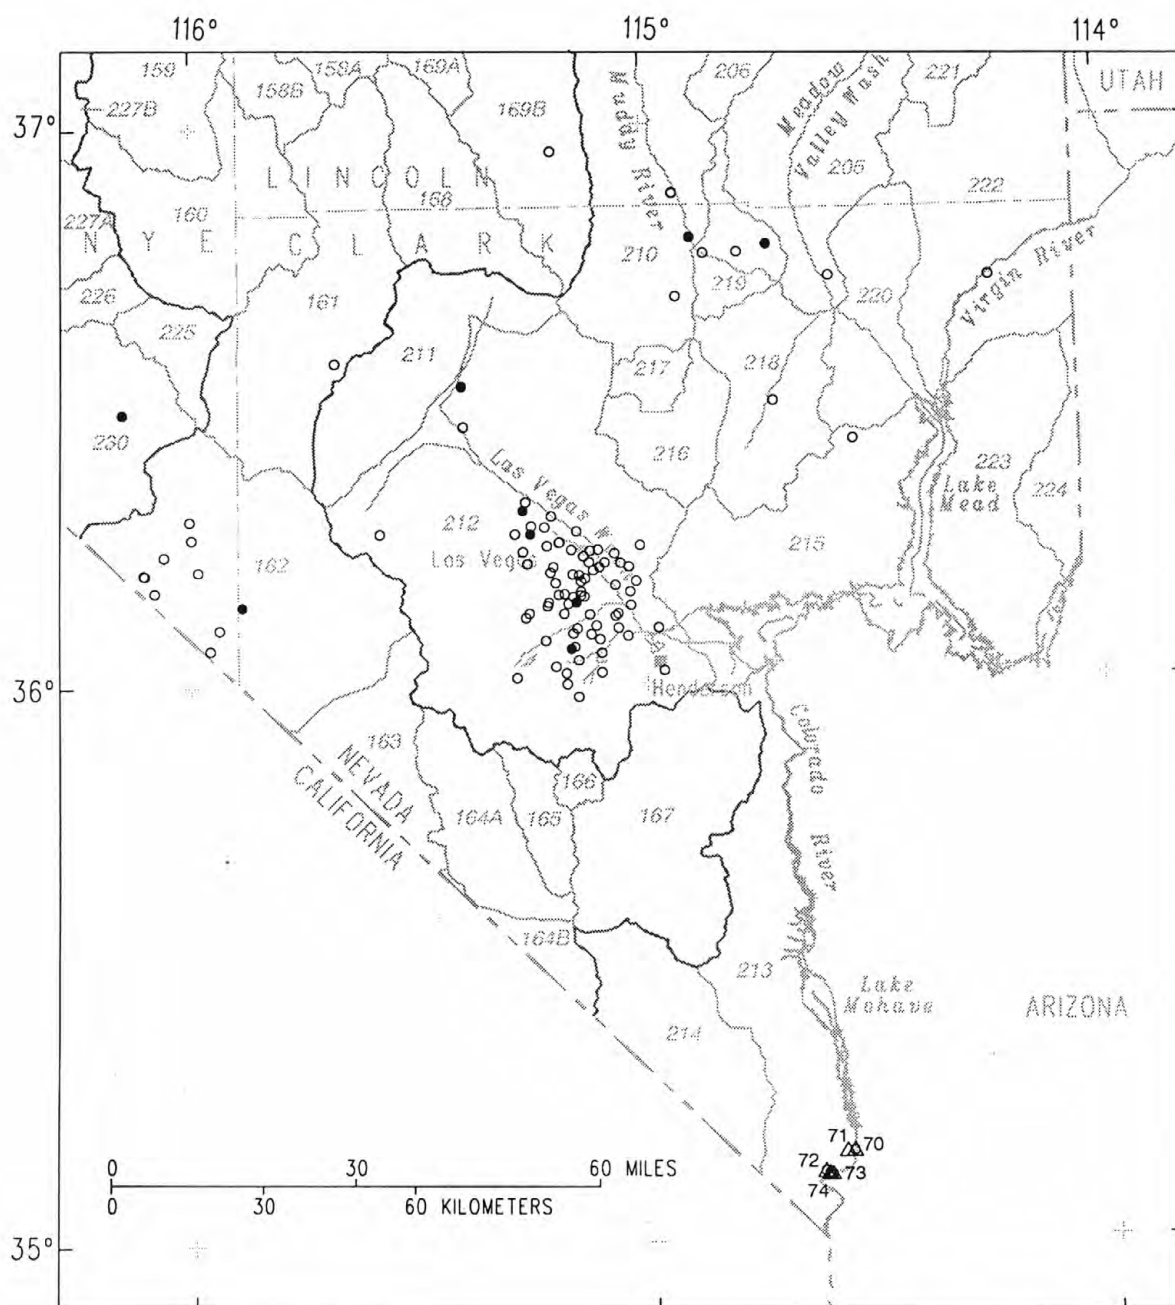 116° 115° 114°
159 158A 169A 206 221 UTAH
158B
227B 169B
Muddy River
Meadow Valley Wash
37°
205
LINCOLN
222
227A 160 168
NYE CLARK
210
Virgin River
226 161 219 220
225
211 217 218
230
216
Las Vegas
223
Lake Mead
224
212
Las Vegas
215
162
36°
Henderson
163
NEVADA
CALIFORNIA
Colorado River
166
164A 165 167
164B
213
Lake Mohave
ARIZONA
214
71 70
72 73
74
0 30 60 MILES
0 30 60 KILOMETERS
35°